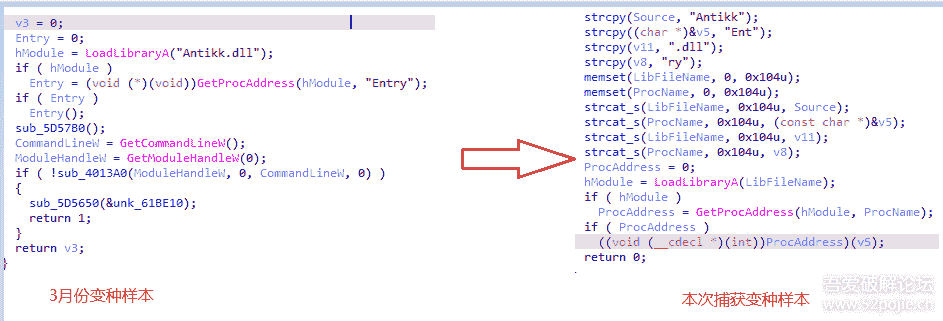 v3 = 0;
Entry = 0;
hModule = LoadLibraryA("Antikk.dll");
if ( hModule )
Entry = (void (*)(void))GetProcAddress(hModule, "Entry");
if ( Entry )
Entry();
sub_5D57B0();
CommandLineW = GetCommandLineW();
ModuleHandleW = GetModuleHandleW(0);
if ( !sub_4013A0(ModuleHandleW, 0, CommandLineW, 0) )
{
sub_5D5650(&unk_61BE10);
return 1;
}
return v3;
}
3月份变种样本
strcpy(Source, "Antikk");
strcpy((char *)&v5, "Ent");
strcpy(v11, ".dll");
strcpy(v8, "ry");
memset(LibFileName, 0, 0x104u);
memset(ProcName, 0, 0x104u);
strcat_s(LibFileName, 0x104u, Source);
strcat_s(ProcName, 0x104u, (const char *)&v5);
strcat_s(LibFileName, 0x104u, v11);
strcat_s(ProcName, 0x104u, v8);
ProcAddress = 0;
hModule = LoadLibraryA(LibFileName);
if ( hModule )
ProcAddress = GetProcAddress(hModule, ProcName);
if ( ProcAddress )
((void (__cdecl *)(int))ProcAddress)(v5);
return 0;
本次捕获变种样本
吾爱破解论坛
www.52pojie.cn